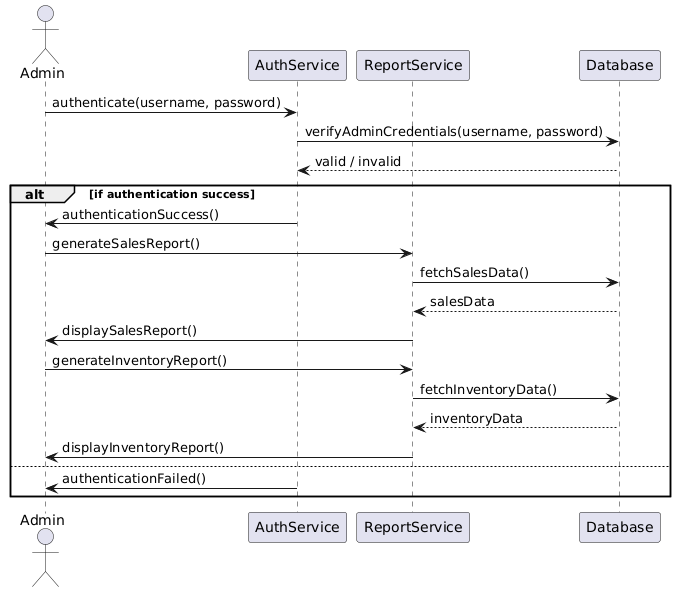 Admin
AuthService
ReportService
Database
authenticate(username, password)
verifyAdminCredentials(username, password)
valid / invalid
alt
[if authentication success]
authenticationSuccess()
generateSalesReport()
fetchSalesData()
salesData
displaySalesReport()
generateInventoryReport()
fetchInventoryData()
inventoryData
displayInventoryReport()
authenticationFailed()
Admin
AuthService
ReportService
Database